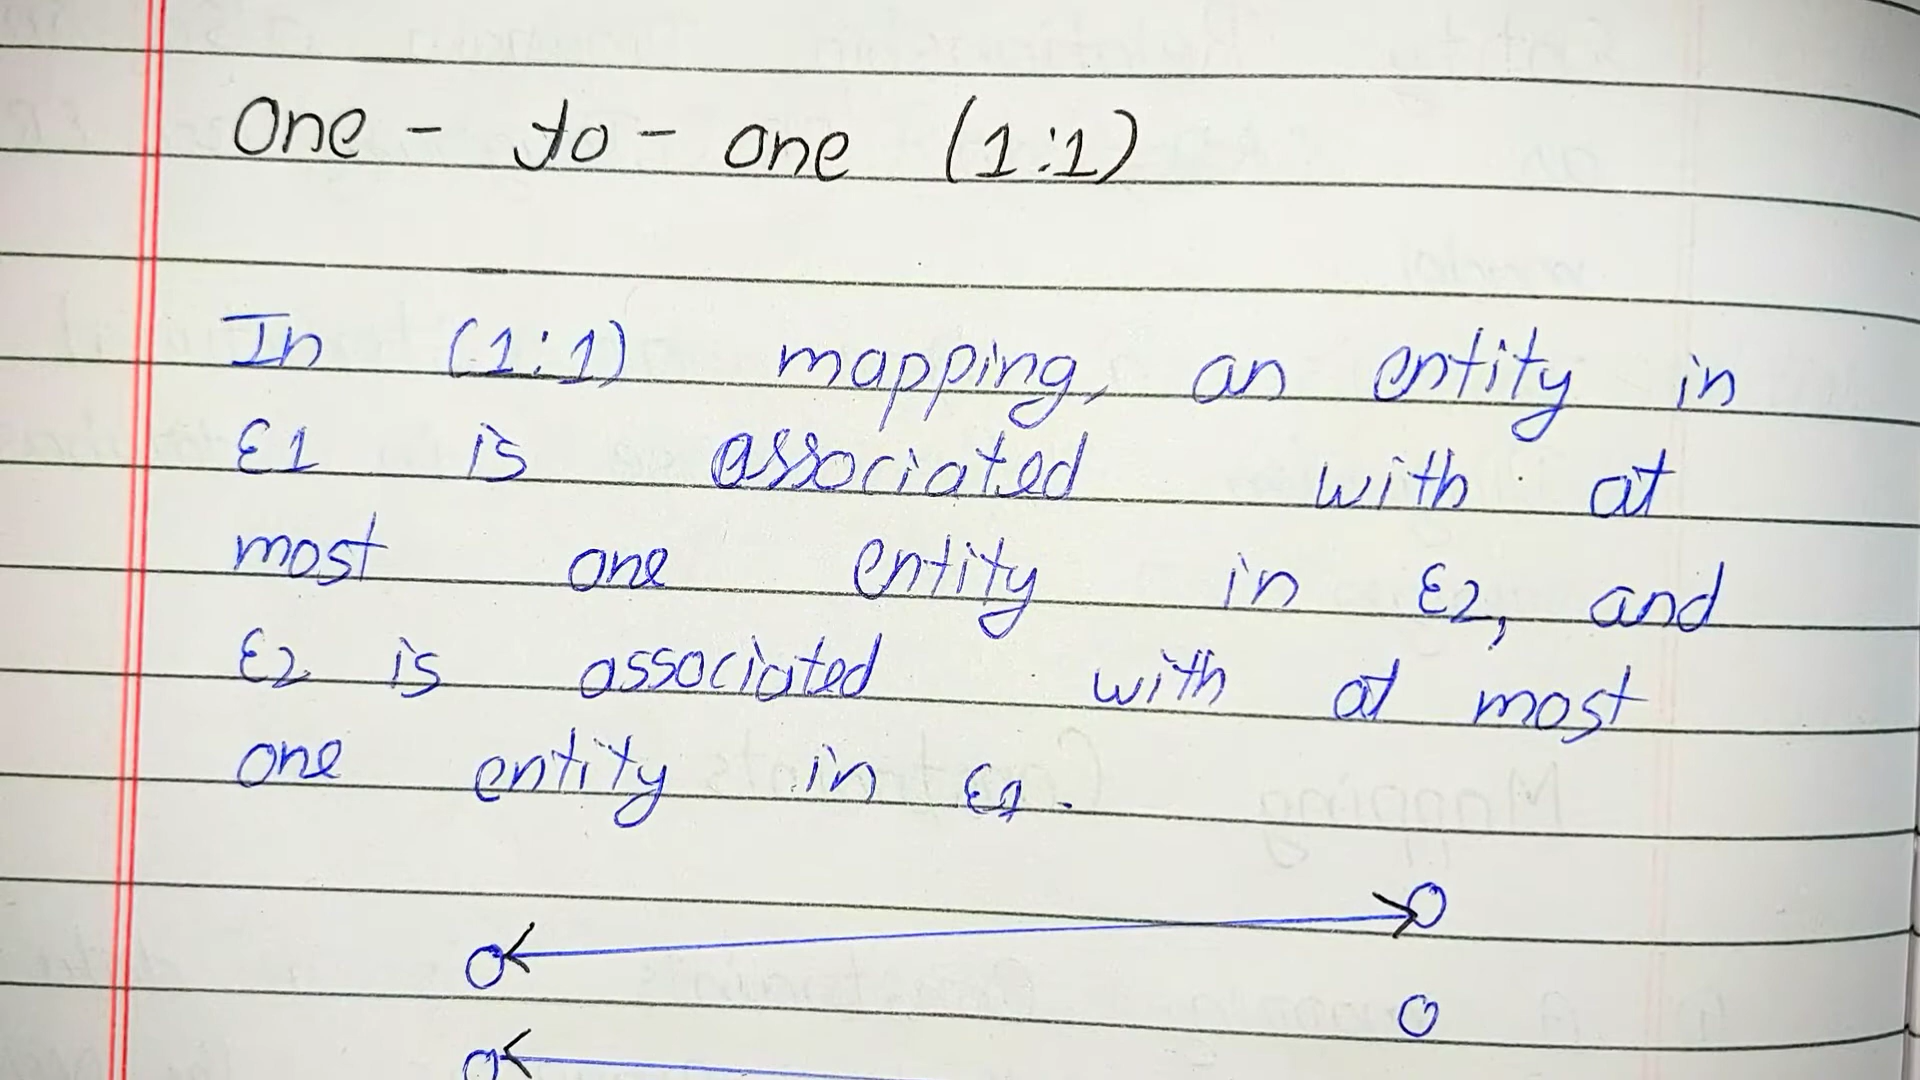 One - to - one (1:1)
In (1:1) mapping, an entity in
E1 is associated with at
most one entity in E2, and
E2 is associated with at most
one entity in E1.